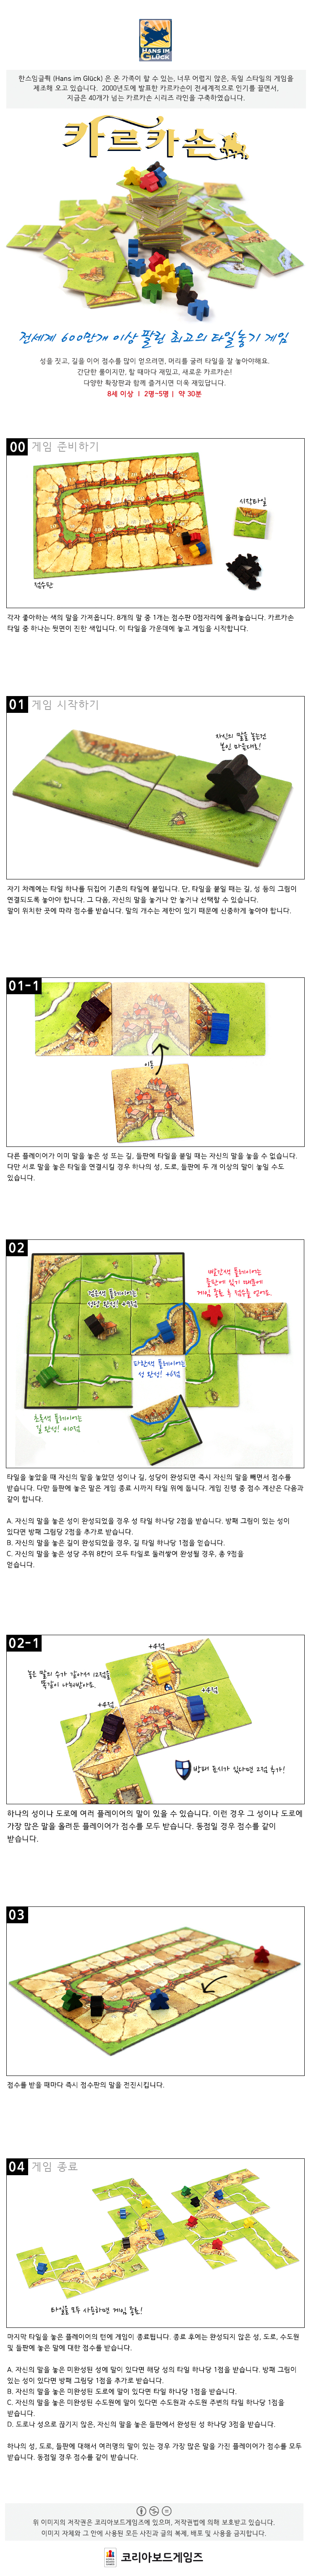 HANS IM
GLÜCK
한스임글뤽 (Hans im Glück) 은 온 가족이 할 수 있는, 너무 어렵지 않은, 독일 스타일의 게임을
제조해 오고 있습니다. 2000년도에 발표한 카르카손이 전세계적으로 인기를 끌면서,
지금은 40개가 넘는 카르카손 시리즈 라인을 구축하였습니다.
카르카손
전세계 600만개 이상 팔린 최고의 타일놓기 게임
성을 짓고, 길을 이어 점수를 많이 얻으려면, 머리를 굴려 타일을 잘 놓아야해요.
간단한 룰이지만, 할 때마다 재밌고, 새로운 카르카손!
다양한 확장판과 함께 즐기시면 더욱 재밌답니다.
8세 이상 | 2명~5명 | 약 30분
00 게임 준비하기
시작타일
점수판
각자 좋아하는 색의 말을 가져옵니다. 8개의 말 중 1개는 점수판 0점자리에 올려놓습니다. 카르카손
타일 중 하나는 뒷면이 진한 색입니다. 이 타일을 가운데에 놓고 게임을 시작합니다.
01 게임 시작하기
자신의 말을 놓는건
본인 마음대로!
자기 차례에는 타일 하나를 뒤집어 기존의 타일에 붙입니다. 단, 타일을 붙일 때는 길, 성 등의 그림이
연결되도록 놓아야 합니다. 그 다음, 자신의 말을 놓거나 안 놓거나 선택할 수 있습니다.
말이 위치한 곳에 따라 점수를 받습니다. 말의 개수는 제한이 있기 때문에 신중하게 놓아야 합니다.
01-1
이동
다른 플레이어가 이미 말을 놓은 성 또는 길, 들판에 타일을 붙일 때는 자신의 말을 놓을 수 없습니다.
다만 서로 말을 놓은 타일을 연결시킬 경우 하나의 성, 도로, 들판에 두 개 이상의 말이 놓일 수도
있습니다.
02
검은색 플레이어는
성당 완성! +9점
빨간색 플레이어는
들판에 있기 때문에
게임 종료 후 점수를 얻어요.
파란색 플레이어는
성 완성! +6점
초록색 플레이어는
길 완성! +10점
타일을 놓았을 때 자신의 말을 놓았던 성이나 길, 성당이 완성되면 즉시 자신의 말을 빼면서 점수를
받습니다. 다만 들판에 놓은 말은 게임 종료 시까지 타일 위에 둡니다. 게임 진행 중 점수 계산은 다음과
같이 합니다.
A. 자신의 말을 놓은 성이 완성되었을 경우 성 타일 하나당 2점을 받습니다. 방패 그림이 있는 성이
있다면 방패 그림당 2점을 추가로 받습니다.
B. 자신의 말을 놓은 길이 완성되었을 경우, 길 타일 하나당 1점을 얻습니다.
C. 자신의 말을 놓은 성당 주위 8칸이 모두 타일로 둘러쌓여 완성될 경우, 총 9점을
얻습니다.
02-1
+4점
놓은 말의 수가 같아서 12점을
똑같이 나눠받아요.
+4점
+4점
방패 표시가 있다면 2점 추가!
하나의 성이나 도로에 여러 플레이어의 말이 있을 수 있습니다. 이런 경우 그 성이나 도로에
가장 많은 말을 올려둔 플레이어가 점수를 모두 받습니다. 동점일 경우 점수를 같이
받습니다.
03
점수를 받을 때마다 즉시 점수판의 말을 전진시킵니다.
04 게임 종료
타일을 모두 사용하면 게임 종료!
마지막 타일을 놓은 플레이어의 턴에 게임이 종료됩니다. 종료 후에는 완성되지 않은 성, 도로, 수도원
및 들판에 놓은 말에 대한 점수를 받습니다.
A. 자신의 말을 놓은 미완성된 성에 말이 있다면 해당 성의 타일 하나당 1점을 받습니다. 방패 그림이
있는 성이 있다면 방패 그림당 1점을 추가로 받습니다.
B. 자신의 말을 놓은 미완성된 도로에 말이 있다면 타일 하나당 1점을 받습니다.
C. 자신의 말을 놓은 미완성된 수도원에 말이 있다면 수도원과 수도원 주변의 타일 하나당 1점을
받습니다.
D. 도로나 성으로 끊기지 않은, 자신의 말을 놓은 들판에서 완성된 성 하나당 3점을 받습니다.
하나의 성, 도로, 들판에 대해서 여러명의 말이 있는 경우 가장 많은 말을 가진 플레이어가 점수를 모두
받습니다. 동점일 경우 점수를 같이 받습니다.
위 이미지의 저작권은 코리아보드게임즈에 있으며, 저작권법에 의해 보호받고 있습니다.
이미지 자체와 그 안에 사용된 모든 사진과 글의 복제, 배포 및 사용을 금지합니다.
코리아보드게임즈